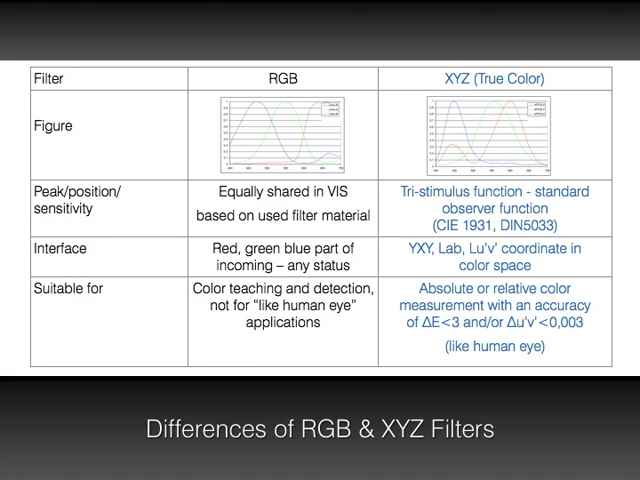 Filter
RGB
XYZ (True Color)
Figure
Peak/position/
sensitivity
Equally shared in VIS
based on used filter material
Tri-stimulus function - standard
observer function
(CIE 1931, DIN5033)
Interface
Red, green blue part of
incoming – any status
YXY, Lab, Lu'v' coordinate in
color space
Suitable for
Color teaching and detection,
not for "like human eye"
applications
Absolute or relative color
measurement with an accuracy
of ΔE<3 and/or Δu'v'<0,003
(like human eye)
Differences of RGB & XYZ Filters